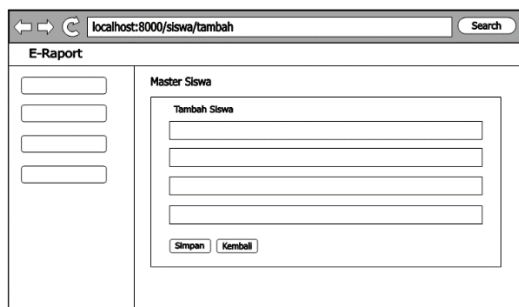 localhost:8000/siswa/tambah Search
E-Raport
Master Siswa
Tambah Siswa
Simpan Kembali